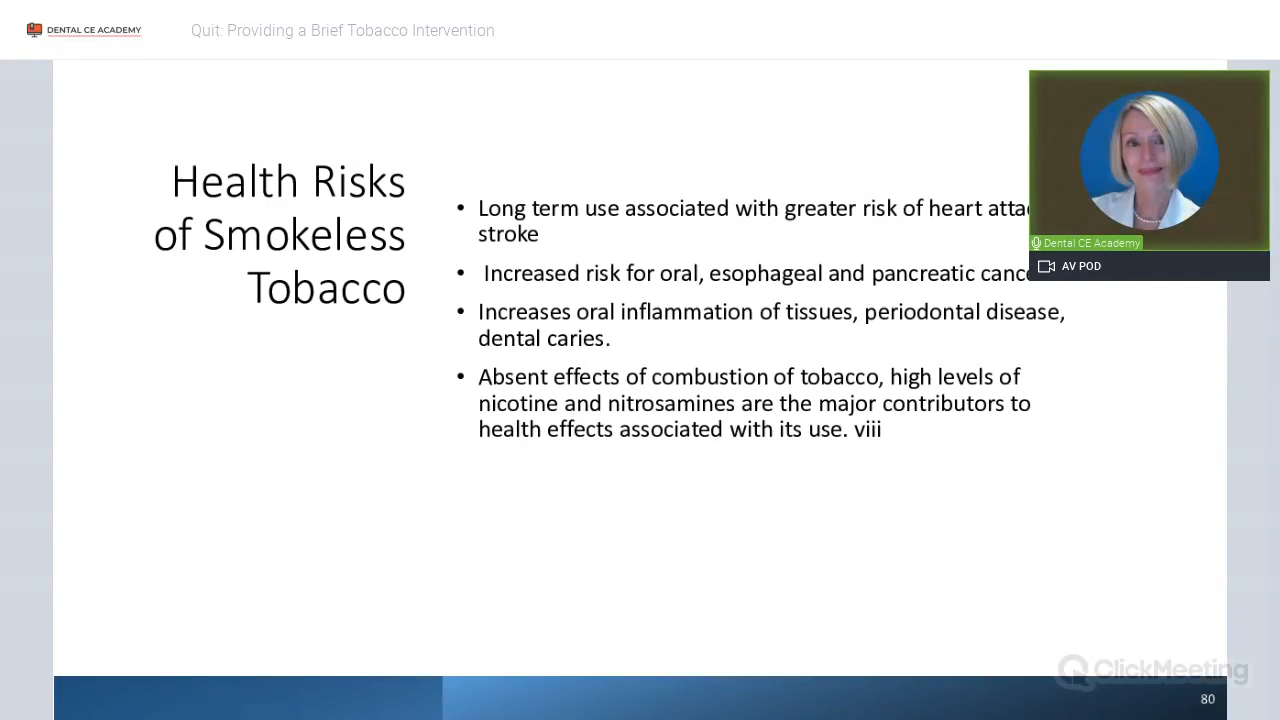 DENTAL CE ACADEMY
Quit: Providing a Brief Tobacco Intervention
Health Risks
of Smokeless
Tobacco
• Long term use associated with greater risk of heart
stroke
• Increased risk for oral, esophageal and pancreatic
• Increases oral inflammation of tissues, periodontal disease,
dental caries.
• Absent effects of combustion of tobacco, high levels of
nicotine and nitrosamines are the major contributors to
health effects associated with its use. viii
Dental CE Academy
AV POD
ClickMeeting
80